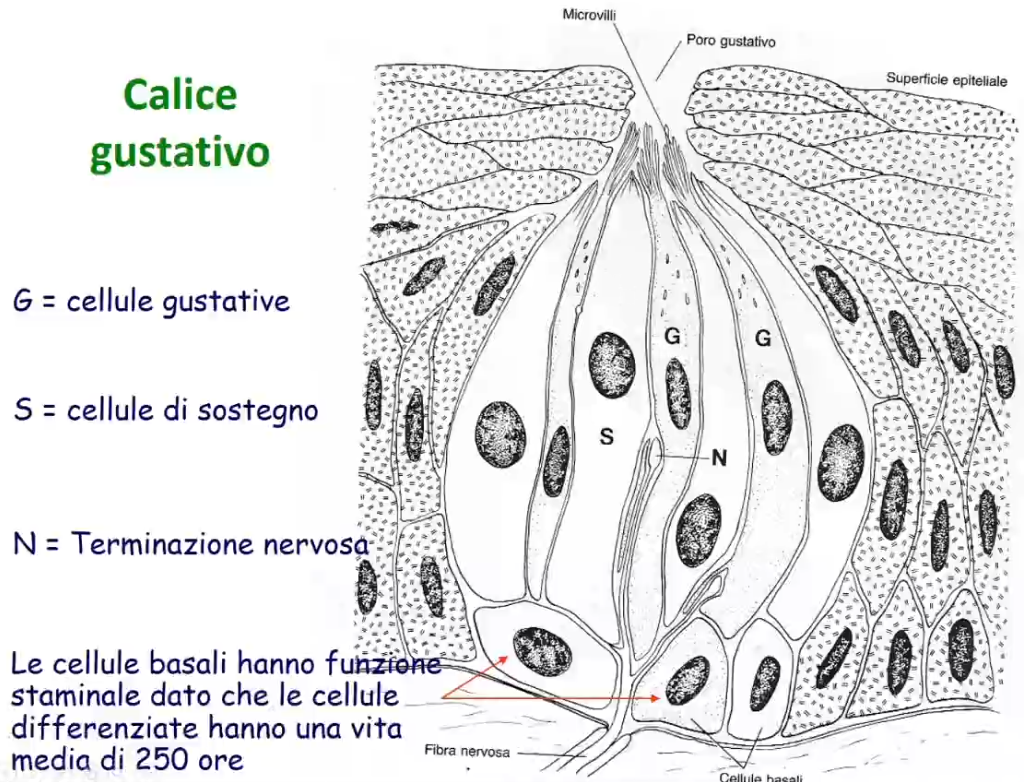 Microvilli
Poro gustativo
Superficie epiteliale
Calice
gustativo
G = cellule gustative
G
G
S = cellule di sostegno
S
N
N = Terminazione nervosa
Le cellule basali hanno funzione
staminale dato che le cellule
differenziate hanno una vita
media di 250 ore
Fibra nervosa
Cellule basali